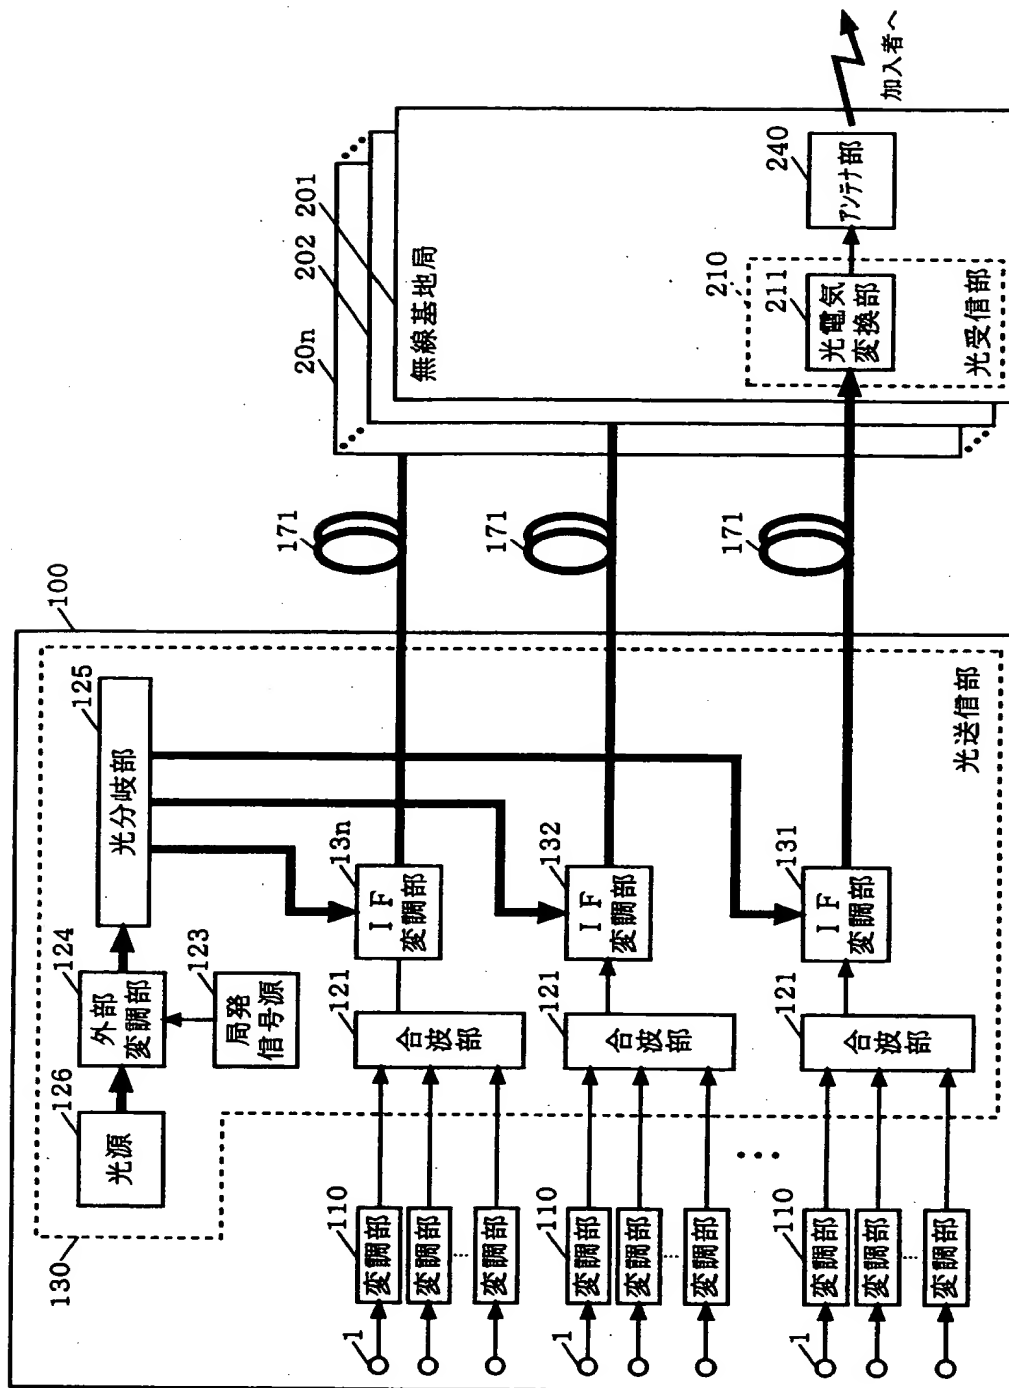 100
130
126
光源
124
外部
変調部
123
局発
信号源
125
光分岐部
1
110
変調部
変調部
変調部
121
合波部
13n
ＩＦ
変調部
171
1
110
変調部
変調部
変調部
121
合波部
132
ＩＦ
変調部
171
1
110
変調部
変調部
変調部
121
合波部
131
ＩＦ
変調部
171
光送信部
20n
202
201
無線基地局
210
211
光電気
変換部
光受信部
240
アンテナ部
加入者へ